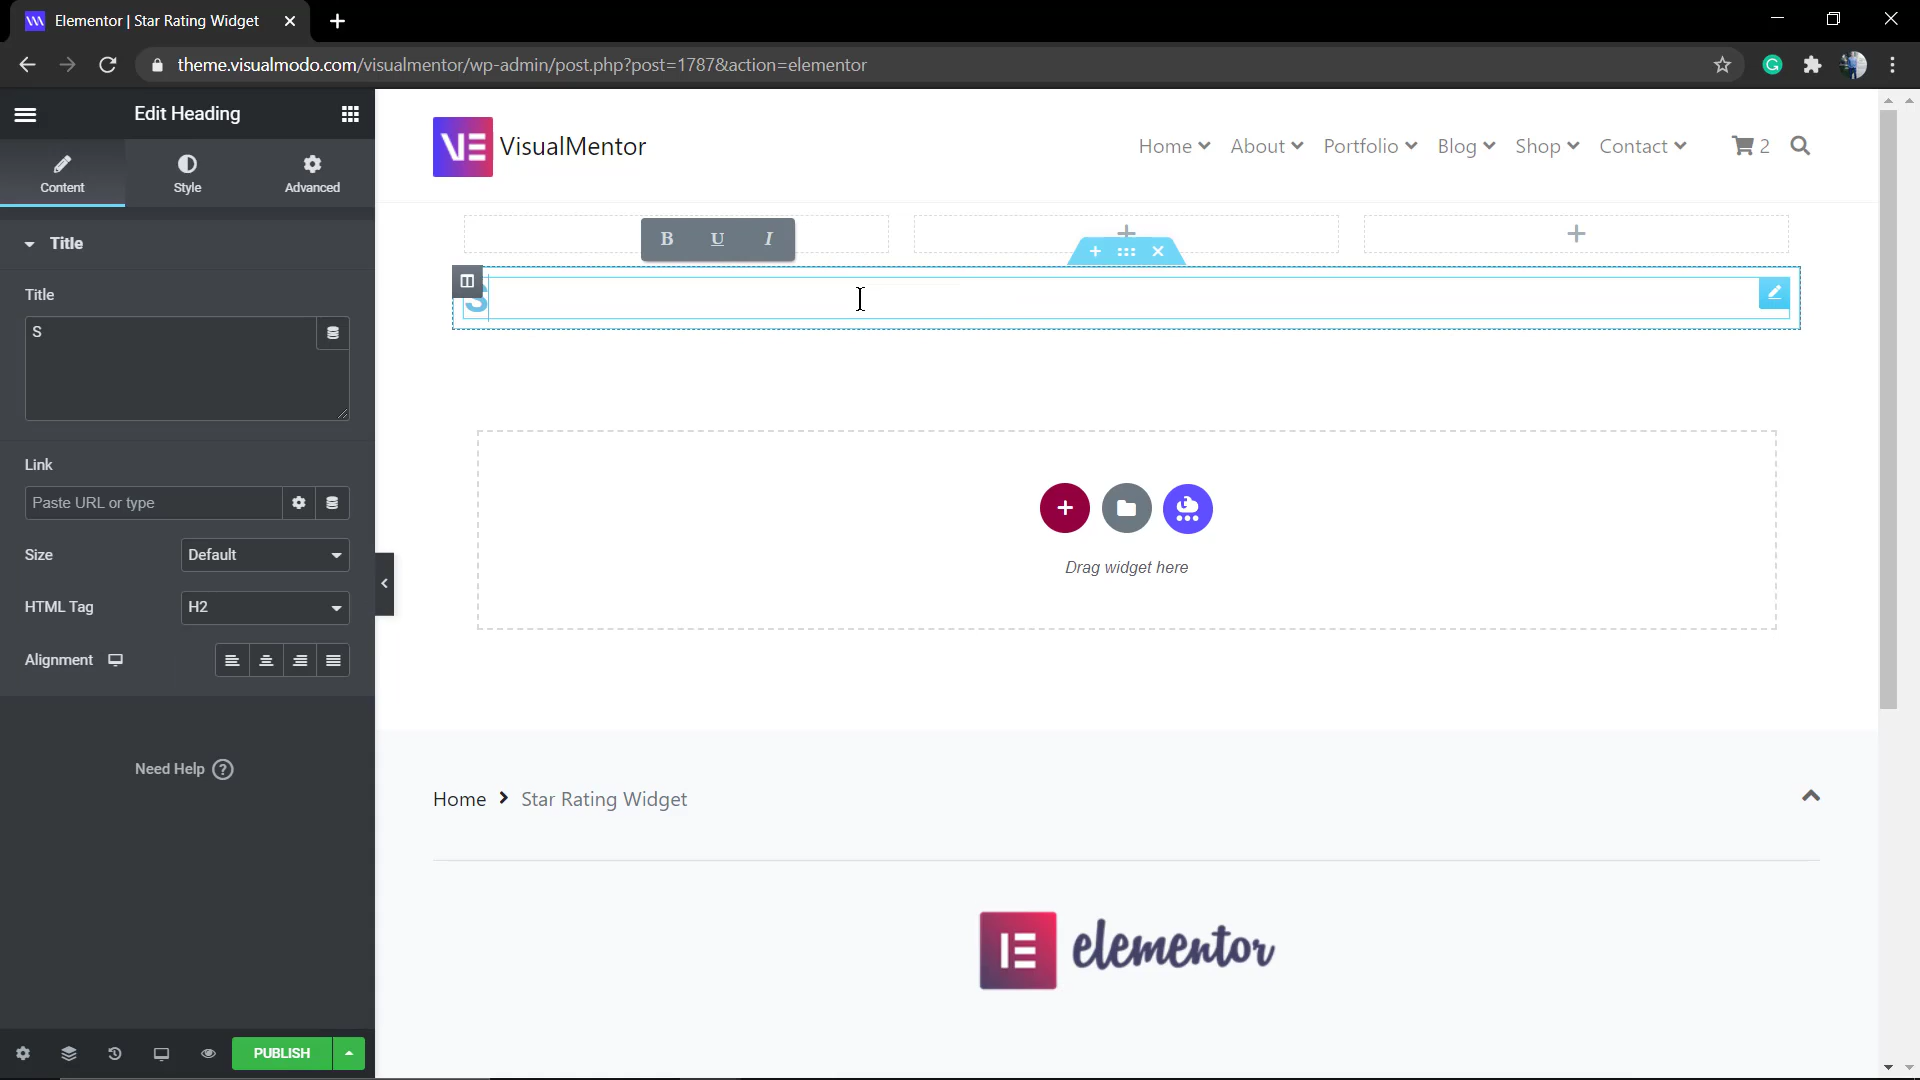 Elementor | Star Rating Widget
theme.visualmodo.com/visualmentor/wp-admin/post.php?post=1787&action=elementor
Edit Heading
Content
Style
Advanced
Title
Title
S
Link
Paste URL or type
Size
Default
HTML Tag
H2
Alignment
Need Help
PUBLISH
VisualMentor
Home
About
Portfolio
Blog
Shop
Contact
2
B U I
S
Drag widget here
Home
Star Rating Widget
elementor